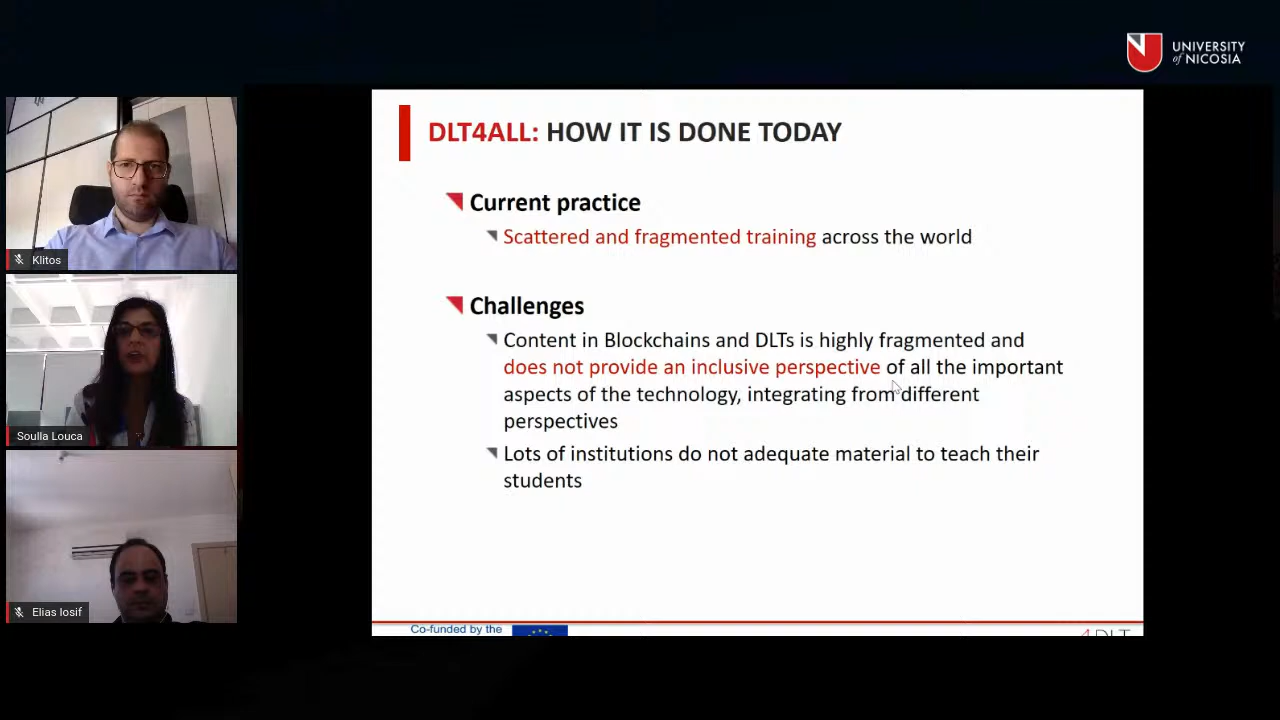 UNIVERSITY
of NICOSIA
DLT4ALL: HOW IT IS DONE TODAY
Current practice
Scattered and fragmented training across the world
Challenges
Content in Blockchains and DLTs is highly fragmented and
does not provide an inclusive perspective of all the important
aspects of the technology, integrating from different
perspectives
Lots of institutions do not adequate material to teach their
students
Klitos
Soulla Louca
Elias Iosif
Co-funded by the